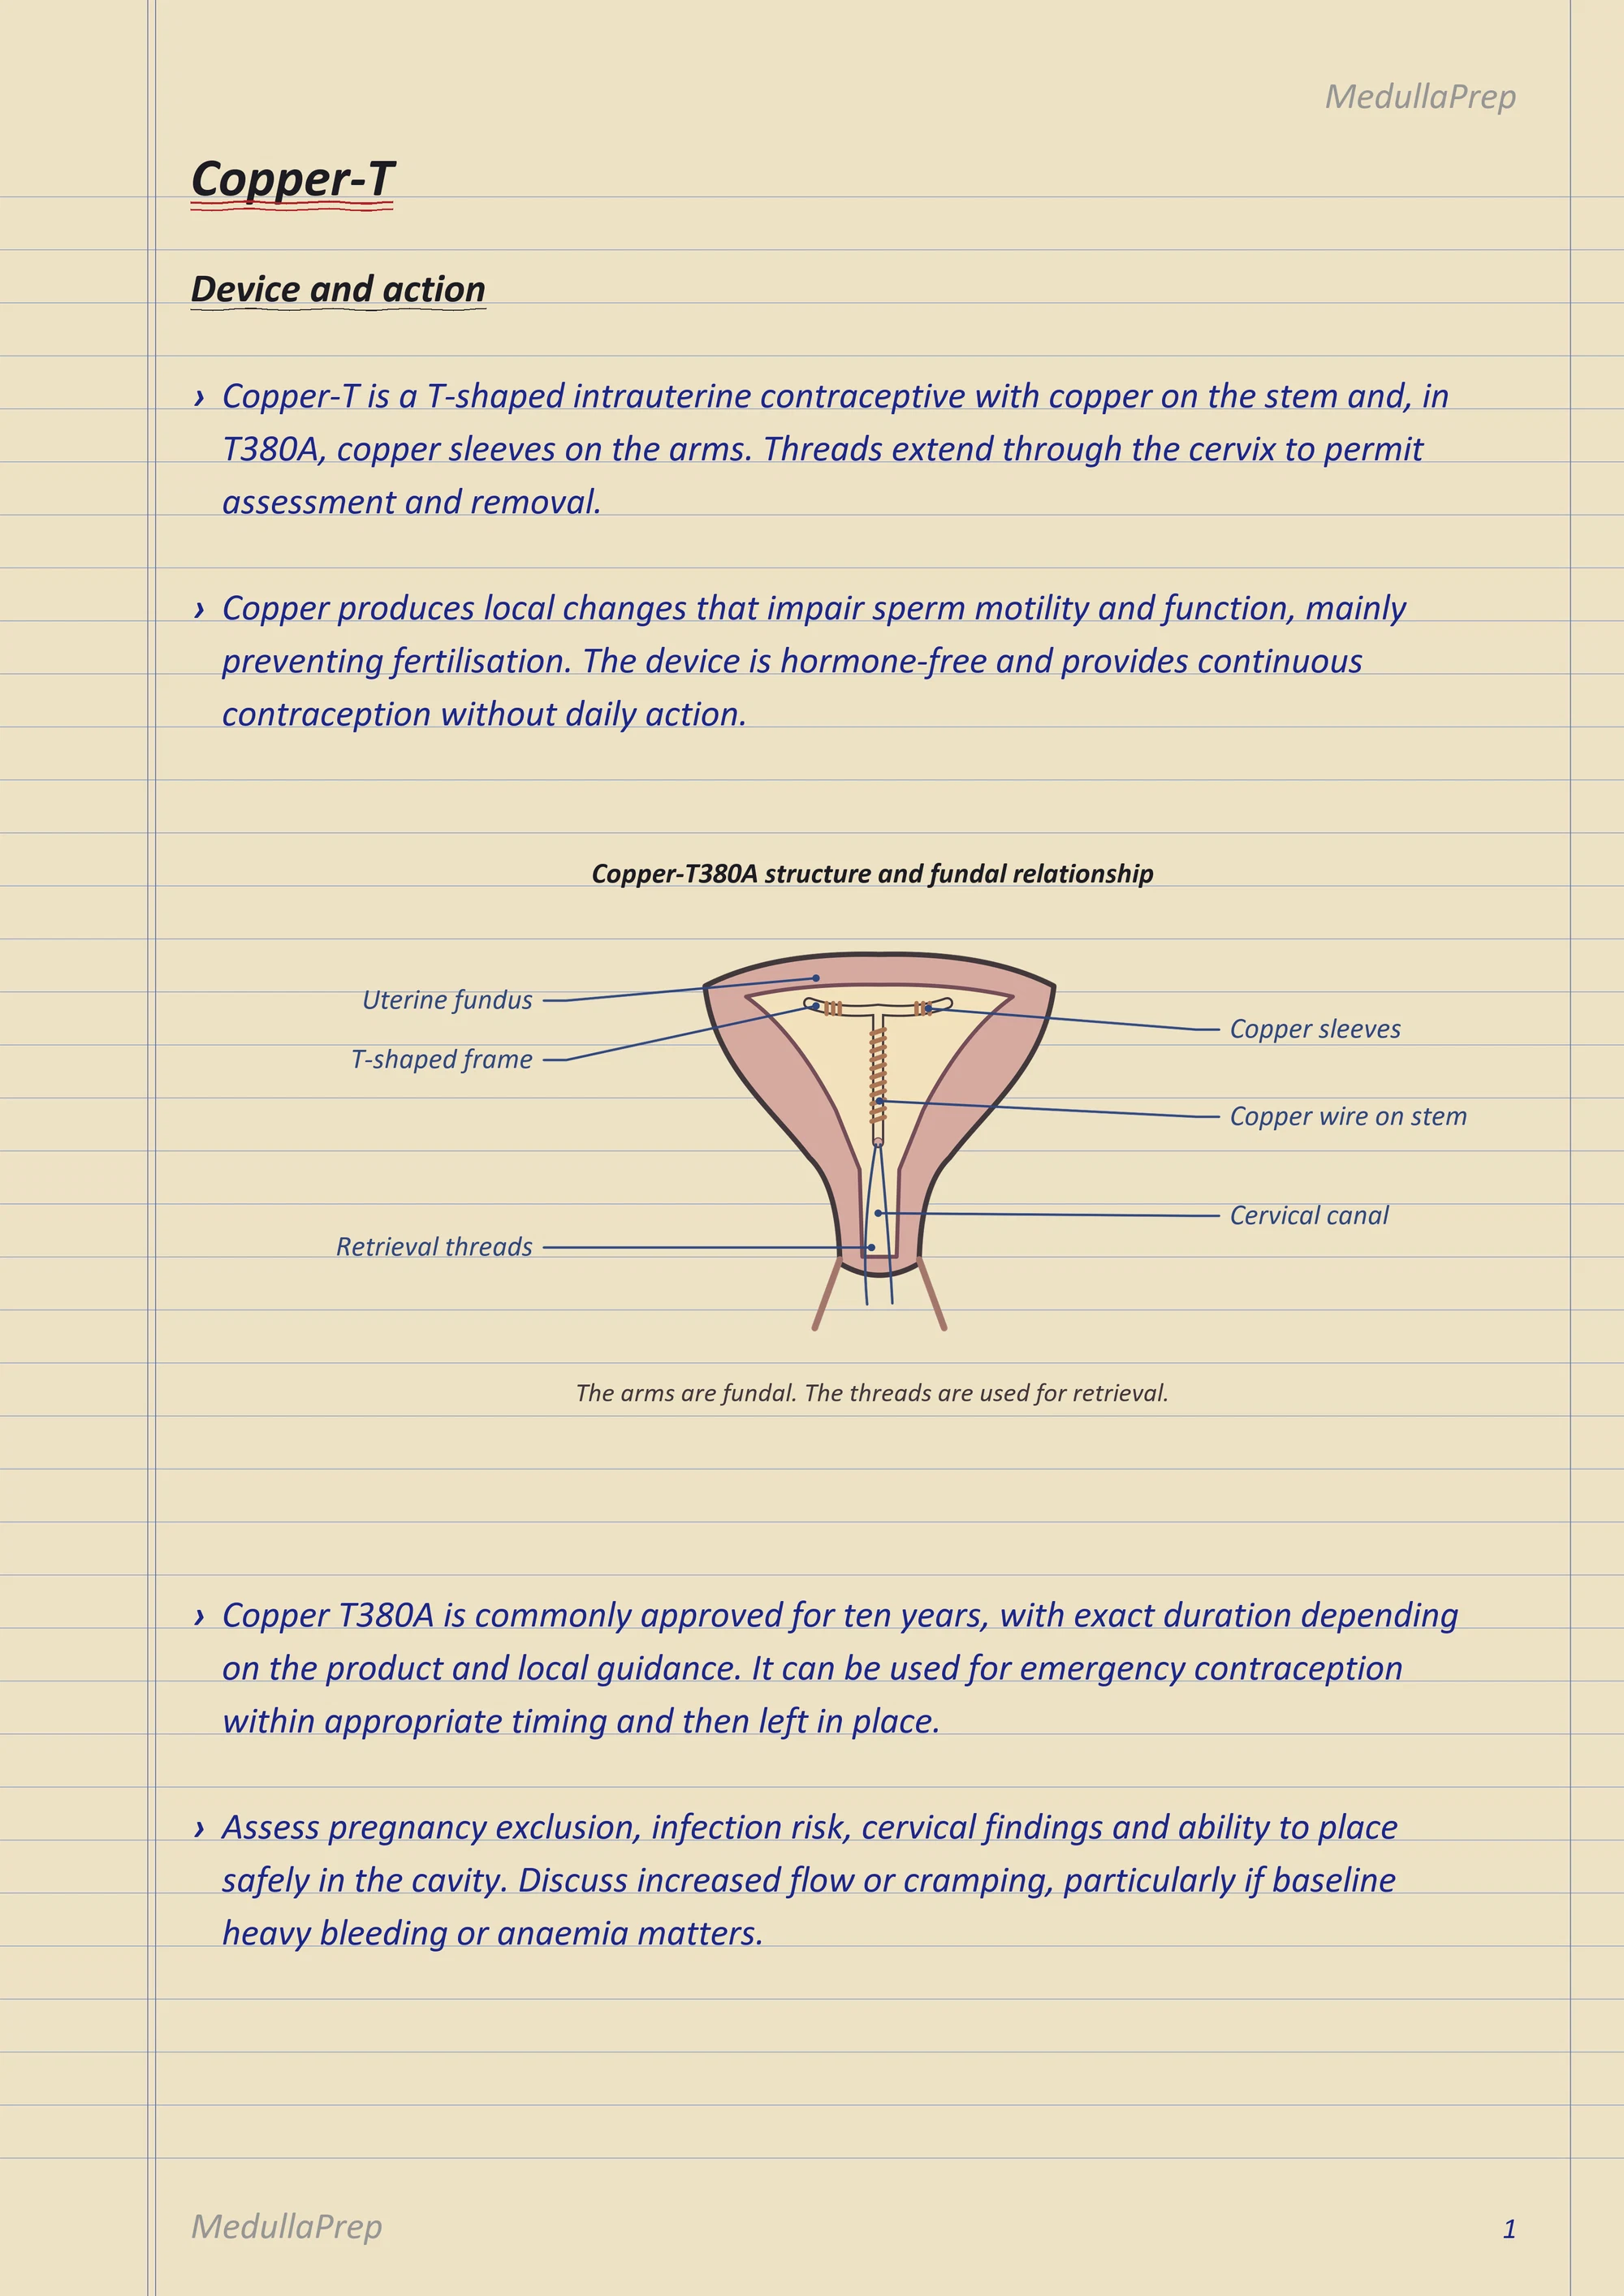 MedullaPrep
Copper-T
Device and action
› Copper-T is a T-shaped intrauterine contraceptive with copper on the stem and, in
T380A, copper sleeves on the arms. Threads extend through the cervix to permit
assessment and removal.
› Copper produces local changes that impair sperm motility and function, mainly
preventing fertilisation. The device is hormone-free and provides continuous
contraception without daily action.
Copper-T380A structure and fundal relationship
Uterine fundus
Copper sleeves
T-shaped frame
Copper wire on stem
Cervical canal
Retrieval threads
The arms are fundal. The threads are used for retrieval.
› Copper T380A is commonly approved for ten years, with exact duration depending
on the product and local guidance. It can be used for emergency contraception
within appropriate timing and then left in place.
› Assess pregnancy exclusion, infection risk, cervical findings and ability to place
safely in the cavity. Discuss increased flow or cramping, particularly if baseline
heavy bleeding or anaemia matters.
MedullaPrep
1